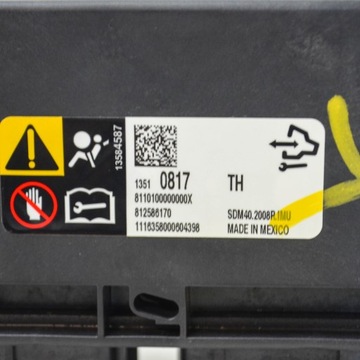 13584587
1351 0817 TH
8110100000000X
812586170 SDM40.2008R.IMU
1116358000604398 MADE IN MEXICO